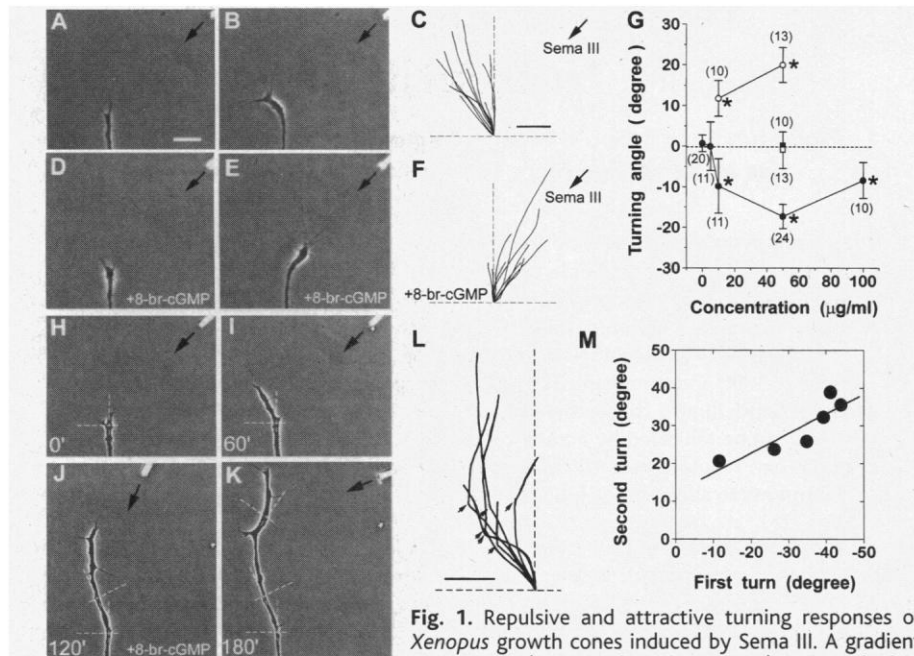 A
B
C
Sema III
D
+8-br-cGMP
E
+8-br-cGMP
F
Sema III
+8-br-cGMP
G
Turning angle (degree)
30
20
10
0
-10
-20
-30
(10)
(13)
(10)
(20)
(13)
(11)
(11)
(24)
(10)
*
*
*
*
*
0 20 40 60 80 100
Concentration (µg/ml)
H
0'
I
60'
J
120'
+8-br-cGMP
K
180'
L
M
Second turn (degree)
50
40
30
20
10
0
0 -10 -20 -30 -40 -50
First turn (degree)
Fig. 1. Repulsive and attractive turning responses o
Xenopus growth cones induced by Sema III. A gradien